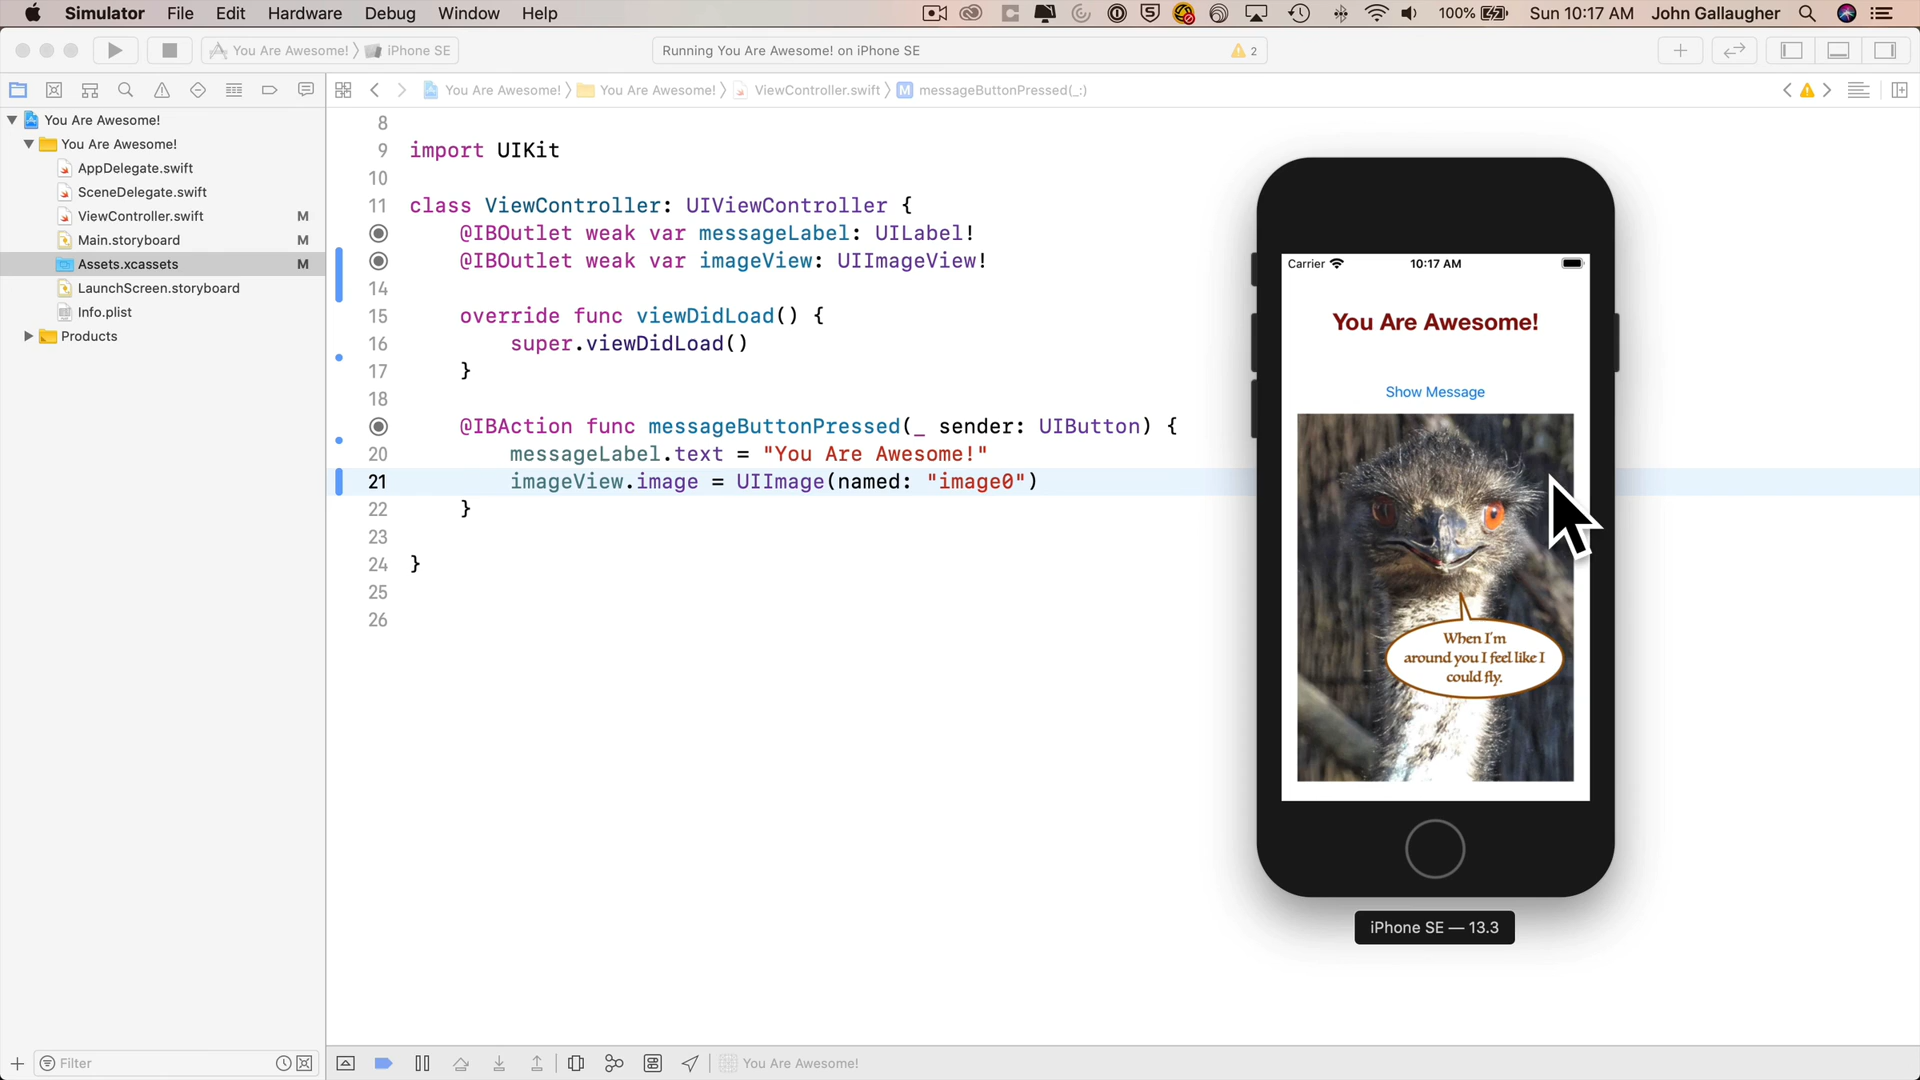 Simulator File Edit Hardware Debug Window Help 100% Sun 10:17 AM John Gallaugher
You Are Awesome! iPhone SE
Running You Are Awesome! on iPhone SE
2
You Are Awesome! You Are Awesome! ViewController.swift M messageButtonPressed(_:)
You Are Awesome!
You Are Awesome!
AppDelegate.swift
SceneDelegate.swift
ViewController.swift M
Main.storyboard M
Assets.xcassets M
LaunchScreen.storyboard
Info.plist
Products
8
9 import UIKit
10
11 class ViewController: UIViewController {
@IBOutlet weak var messageLabel: UILabel!
@IBOutlet weak var imageView: UIImageView!
14
15 override func viewDidLoad() {
16 super.viewDidLoad()
17 }
18
@IBAction func messageButtonPressed(_ sender: UIButton) {
20 messageLabel.text = "You Are Awesome!"
21 imageView.image = UIImage(named: "image0")
22 }
23
24 }
25
26
Carrier 10:17 AM
You Are Awesome!
Show Message
When I'm
around you I feel like I
could fly.
iPhone SE — 13.3
Filter
You Are Awesome!